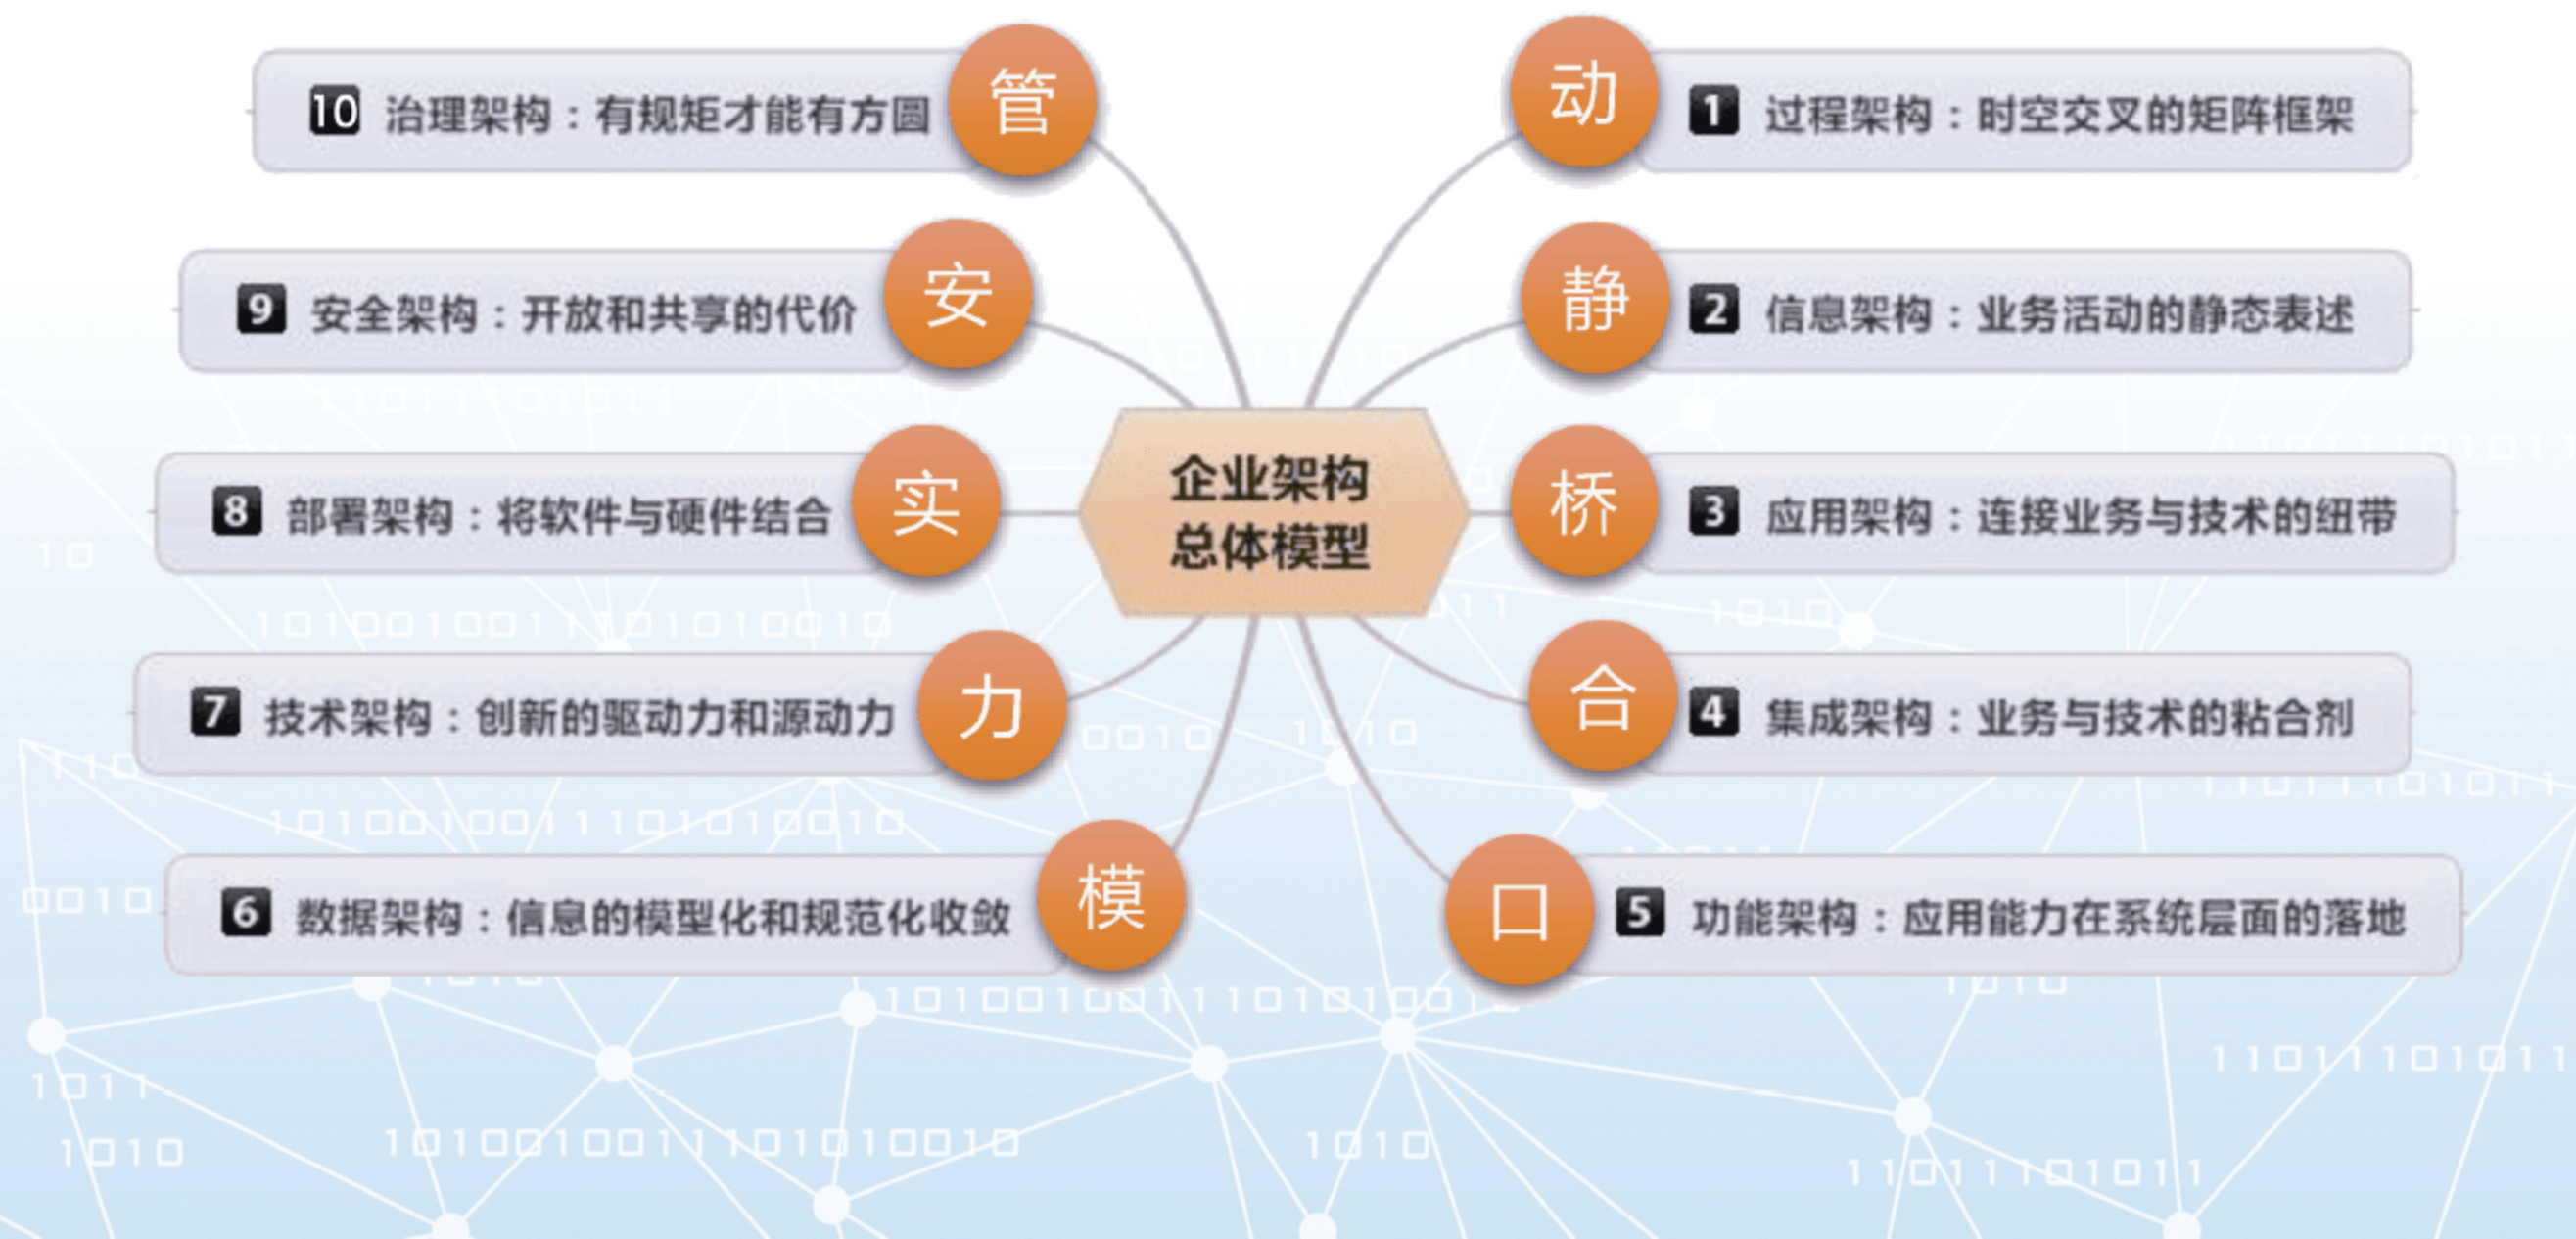 企业架构
总体模型
动
1 过程架构：时空交叉的矩阵框架
静
2 信息架构：业务活动的静态表述
桥
3 应用架构：连接业务与技术的纽带
合
4 集成架构：业务与技术的粘合剂
口
5 功能架构：应用能力在系统层面的落地
模
6 数据架构：信息的模型化和规范化收敛
力
7 技术架构：创新的驱动力和源动力
实
8 部署架构：将软件与硬件结合
安
9 安全架构：开放和共享的代价
管
10 治理架构：有规矩才能有方圆